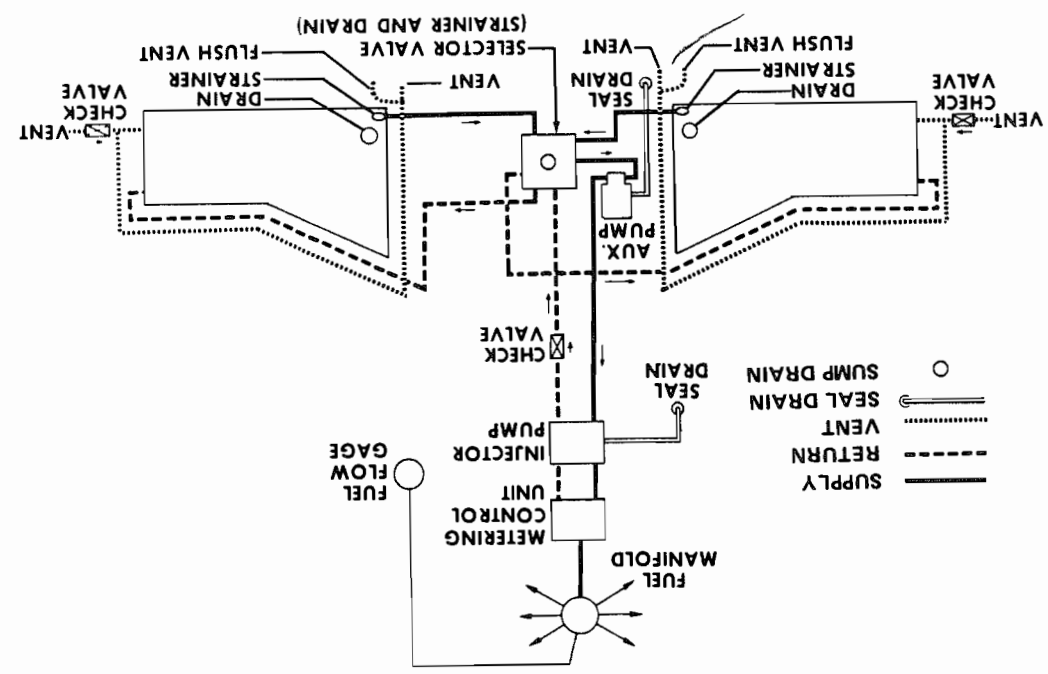 FUEL
MANIFOLD
METERING
CONTROL
UNIT
FUEL
FLOW
GAGE
INJECTOR
PUMP
SUPPLY
RETURN
VENT
SEAL DRAIN
SUMP DRAIN
SEAL
DRAIN
CHECK
VALVE
AUX.
PUMP
VENT
CHECK
VALVE
DRAIN
STRAINER
FLUSH VENT
VENT
SEAL
DRAIN
SELECTOR VALVE
(STRAINER AND DRAIN)
VENT
DRAIN
STRAINER
FLUSH VENT
CHECK
VALVE
VENT